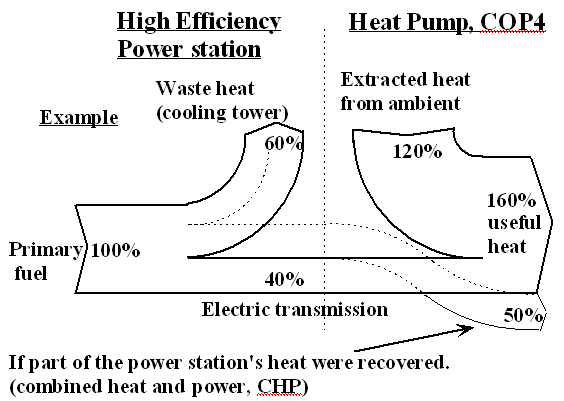 High Efficiency
Power station
Heat Pump, COP4
Waste heat
(cooling tower)
Extracted heat
from ambient
Example
60%
120%
160%
useful
heat
Primary
fuel
100%
40%
Electric transmission
50%
If part of the power station's heat were recovered.
(combined heat and power, CHP)